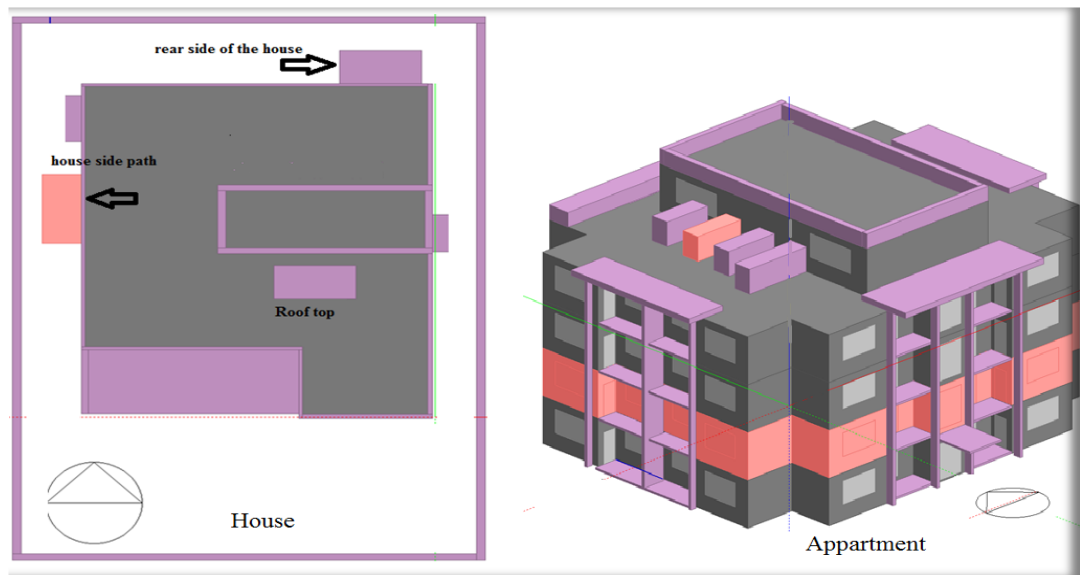 rear side of the house
house side path
Roof top
House
Appartment